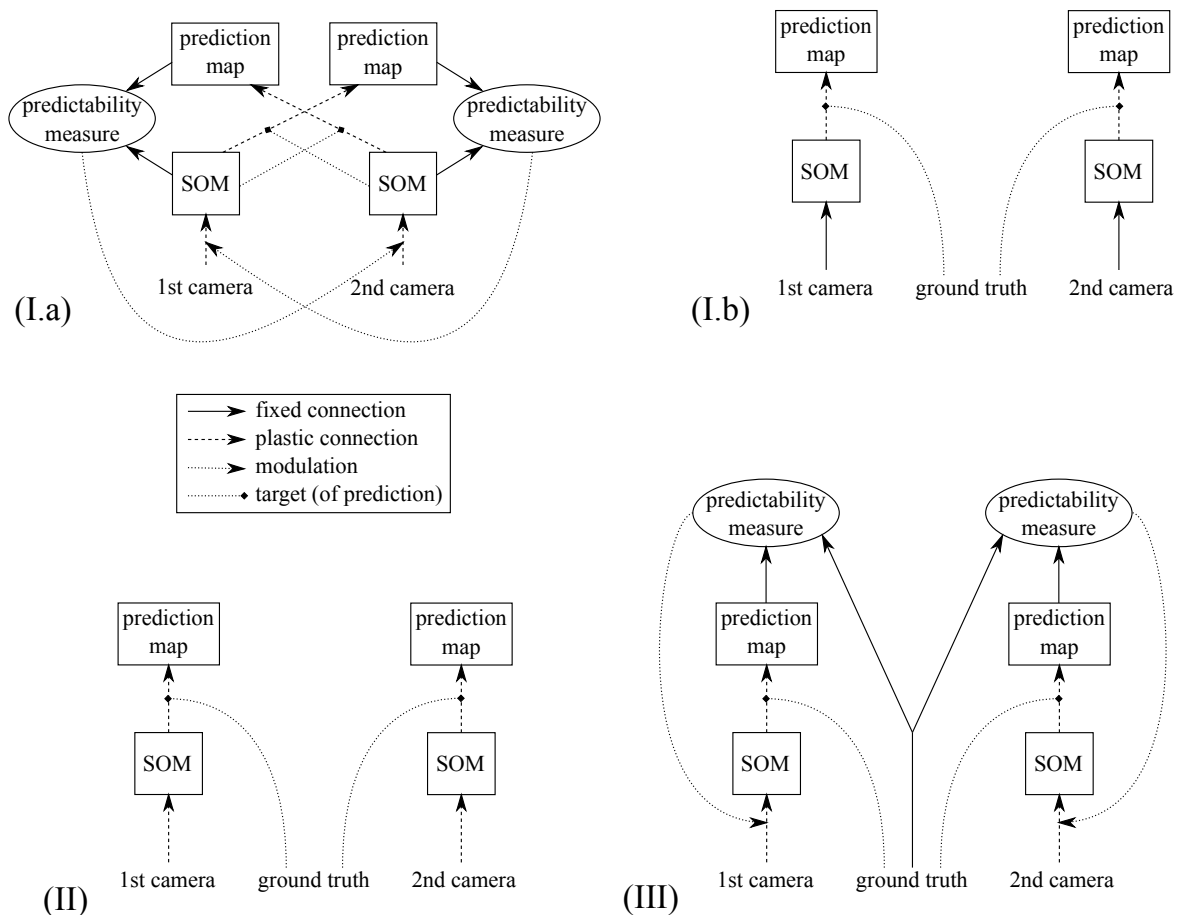 prediction
map
prediction
map
predictability
measure
predictability
measure
SOM
SOM
1st camera
2nd camera
(I.a)
prediction
map
prediction
map
SOM
SOM
1st camera
ground truth
2nd camera
(I.b)
fixed connection
plastic connection
modulation
target (of prediction)
prediction
map
prediction
map
SOM
SOM
1st camera
ground truth
2nd camera
(II)
predictability
measure
predictability
measure
prediction
map
prediction
map
SOM
SOM
1st camera
ground truth
2nd camera
(III)